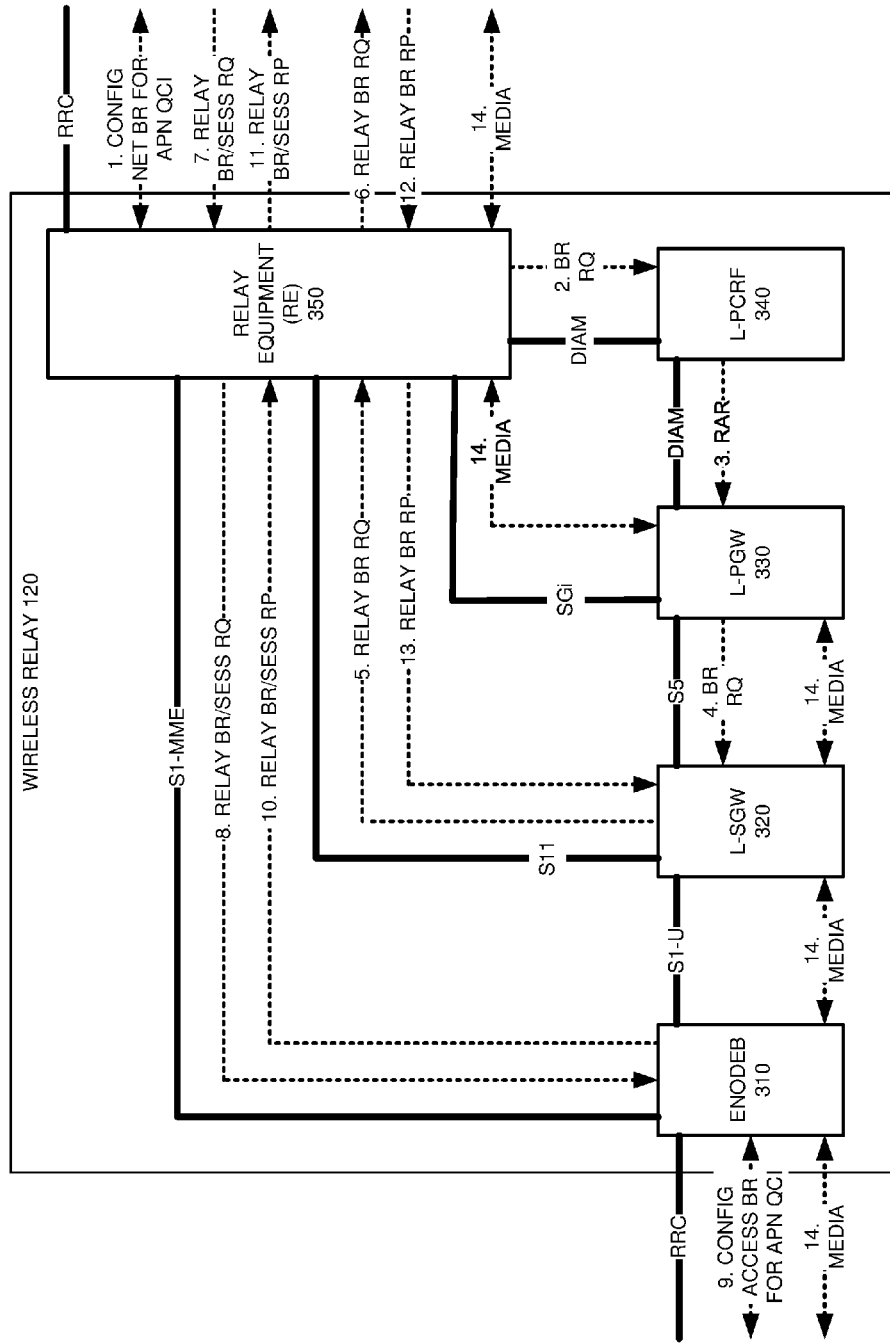 WIRELESS RELAY 120
RRC
1. CONFIG
NET BR FOR
APN QCI
7. RELAY
BR/SESS RQ
11. RELAY
BR/SESS RP
6. RELAY BR RQ
12. RELAY BR RP
14.
MEDIA
RELAY
EQUIPMENT
(RE)
350
S1-MME
8. RELAY BR/SESS RQ
10. RELAY BR/SESS RP
S11
5. RELAY BR RQ
13. RELAY BR RP
SGi
14.
MEDIA
DIAM
2. BR
RQ
RRC
9. CONFIG
ACCESS BR
FOR APN QCI
14.
MEDIA
ENODEB
310
S1-U
14.
MEDIA
L-SGW
320
S5
4. BR
RQ
14.
MEDIA
L-PGW
330
DIAM
3. RAR
L-PCRF
340